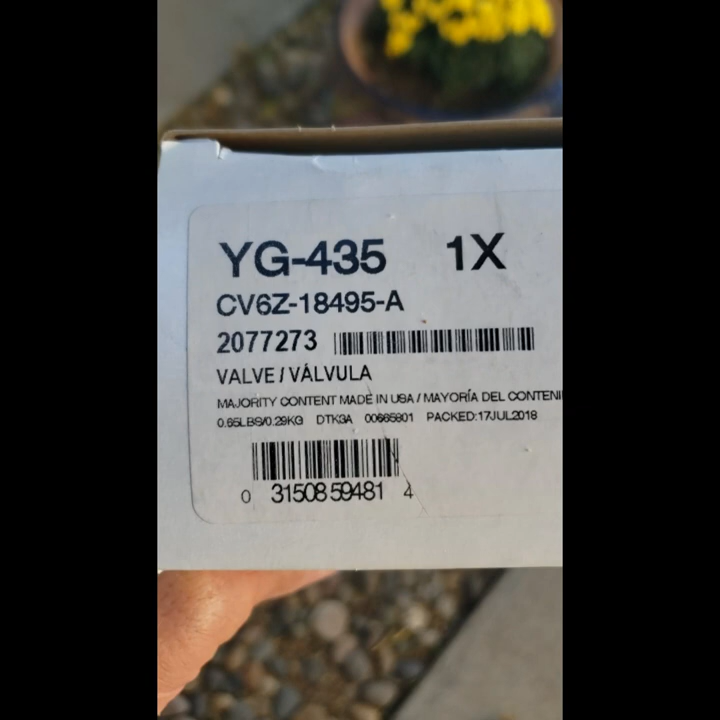 YG-435 1X
CV6Z-18495-A
2077273
VALVE / VÁLVULA
MAJORITY CONTENT MADE IN USA / MAYORÍA DEL CONTENI
0.65LBS/0.29KG DTK3A 00665801 PACKED:17JUL2018
0 31508 59481 4